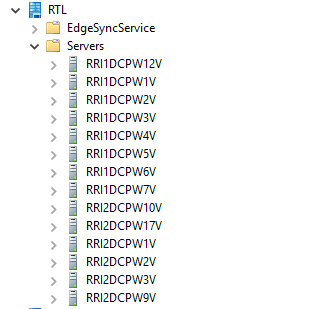 RTL
EdgeSyncService
Servers
RRI1DCPW12V
RRI1DCPW1V
RRI1DCPW2V
RRI1DCPW3V
RRI1DCPW4V
RRI1DCPW5V
RRI1DCPW6V
RRI1DCPW7V
RRI2DCPW10V
RRI2DCPW17V
RRI2DCPW1V
RRI2DCPW2V
RRI2DCPW3V
RRI2DCPW9V